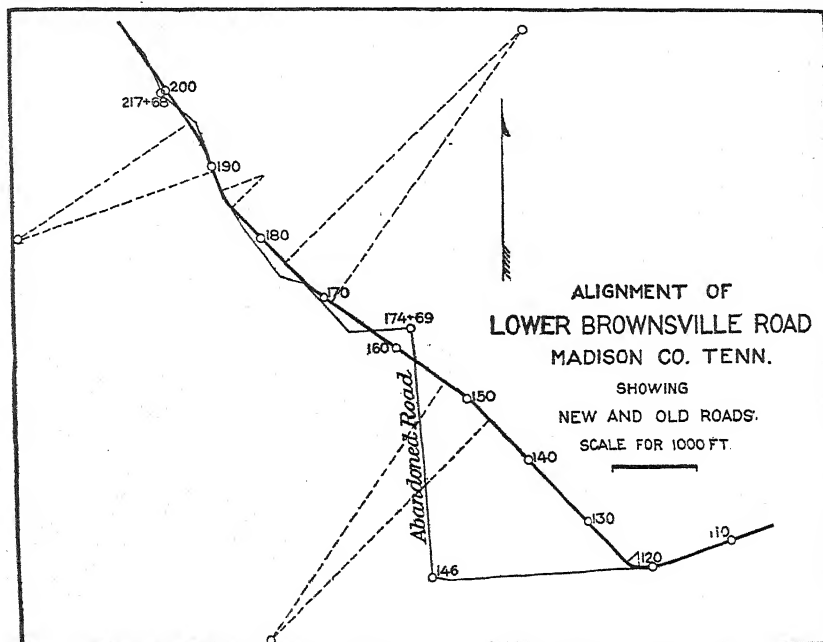 200
217+68
190
180
170
174+69
160
150
Abandoned Road
140
130
110
120
146
ALIGNMENT OF
LOWER BROWNSVILLE ROAD
MADISON CO. TENN.
SHOWING
NEW AND OLD ROADS.
SCALE FOR 1000 FT.